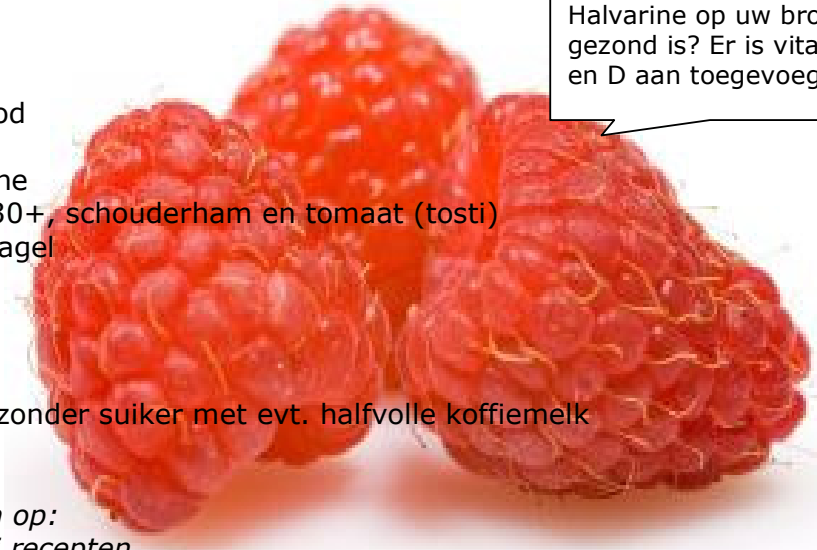 Halvarine op uw bro
gezond is? Er is vita
en D aan toegevoeg
od
ne
30+, schouderham en tomaat (tosti)
agel
zonder suiker met evt. halfvolle koffiemelk
op:
recepten